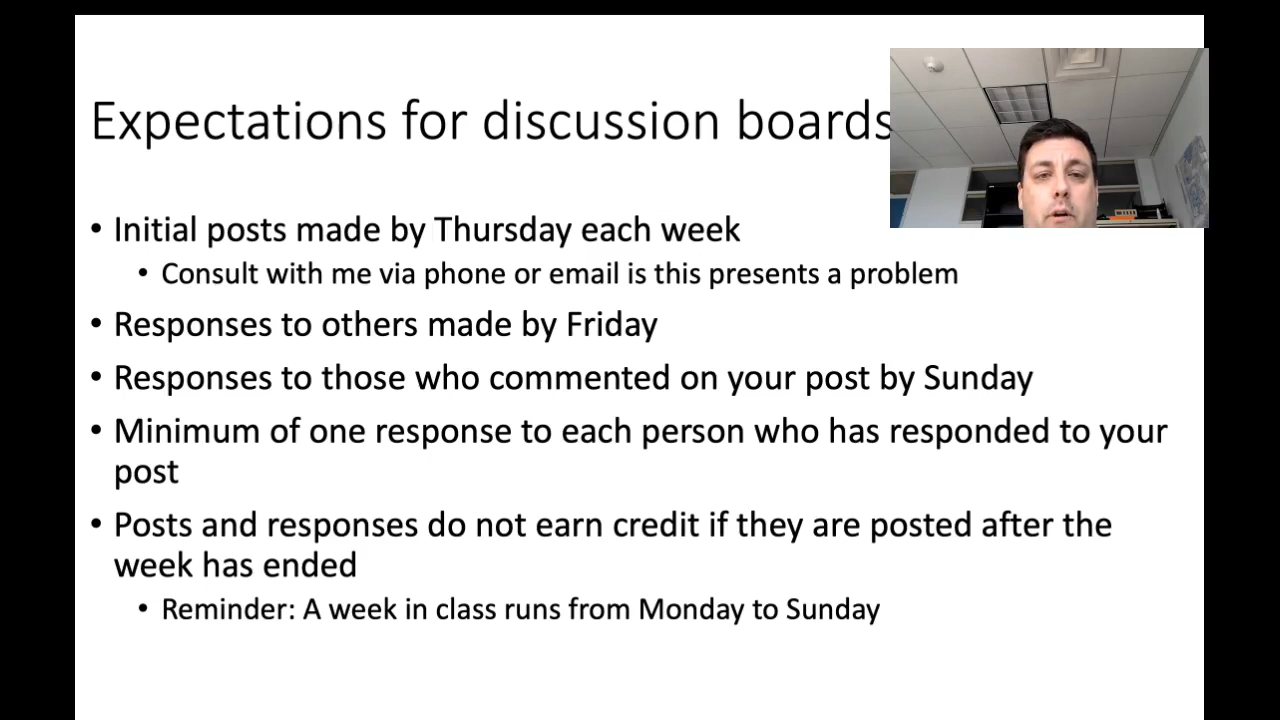 Expectations for discussion boards
• Initial posts made by Thursday each week
• Consult with me via phone or email is this presents a problem
• Responses to others made by Friday
• Responses to those who commented on your post by Sunday
• Minimum of one response to each person who has responded to your
post
• Posts and responses do not earn credit if they are posted after the
week has ended
• Reminder: A week in class runs from Monday to Sunday